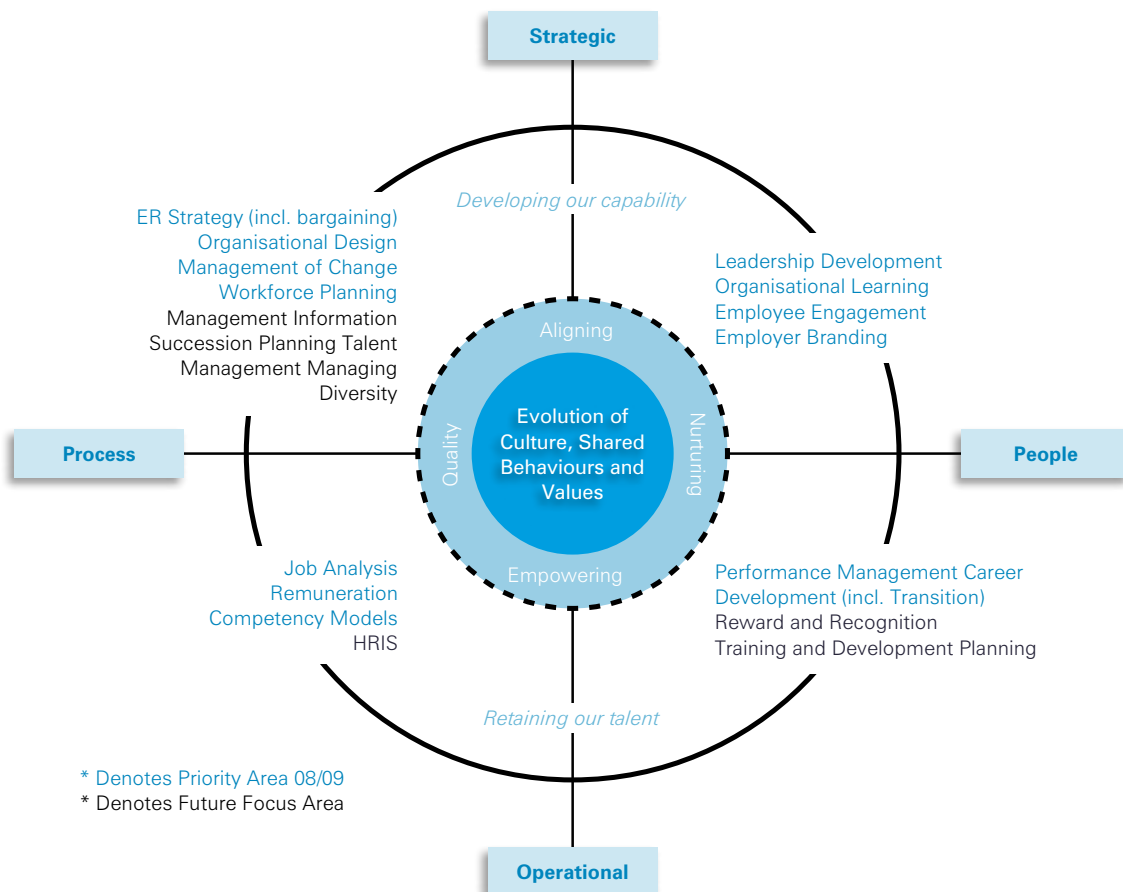 Strategic
Developing our capability
ER Strategy (incl. bargaining)
Organisational Design
Management of Change
Workforce Planning
Management Information
Succession Planning Talent
Management Managing
Diversity
Leadership Development
Organisational Learning
Employee Engagement
Employer Branding
Aligning
Process
Quality
Evolution of
Culture, Shared
Behaviours and
Values
Nurturing
People
Empowering
Job Analysis
Remuneration
Competency Models
HRIS
Performance Management Career
Development (incl. Transition)
Reward and Recognition
Training and Development Planning
Retaining our talent
* Denotes Priority Area 08/09
* Denotes Future Focus Area
Operational